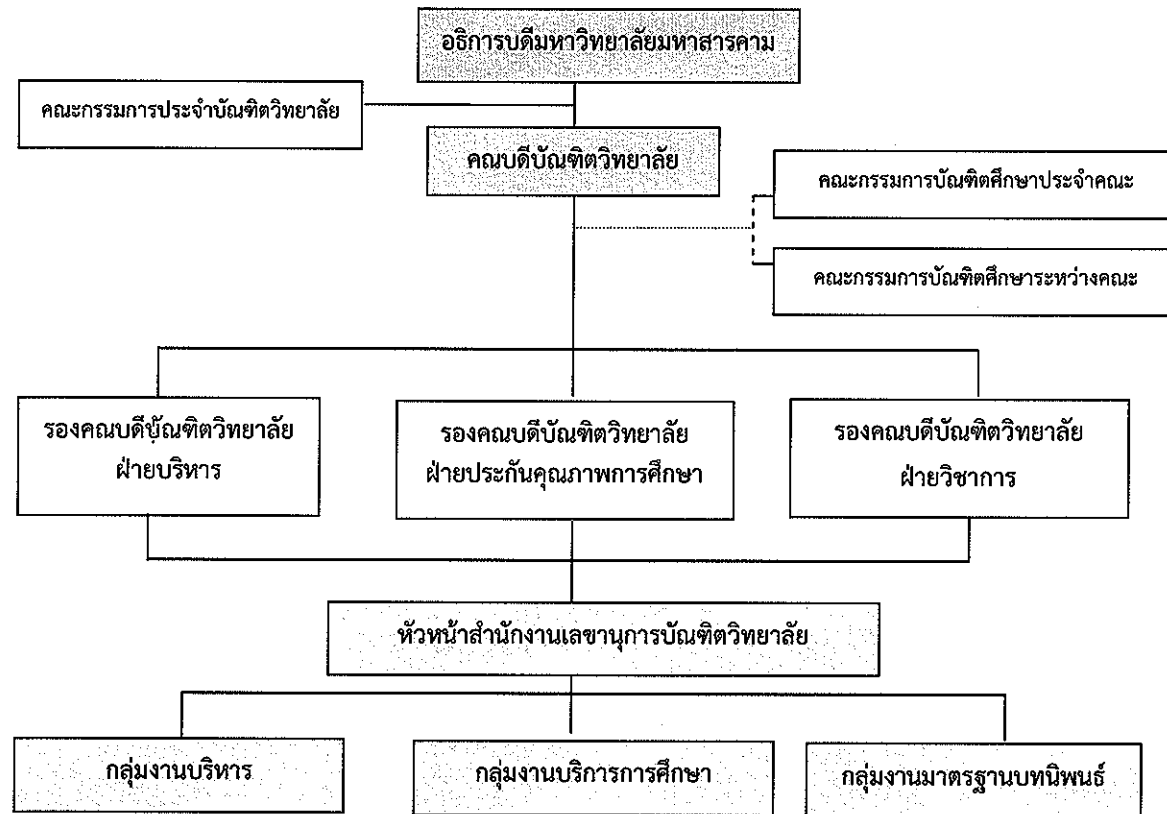 อธิการบดีมหาวิทยาลัยมหาสารคาม
คณะกรรมการประจำบัณฑิตวิทยาลัย
คณบดีบัณฑิตวิทยาลัย
คณะกรรมการบัณฑิตศึกษาประจำคณะ
คณะกรรมการบัณฑิตศึกษาระหว่างคณะ
รองคณบดีบัณฑิตวิทยาลัย
ฝ่ายบริหาร
รองคณบดีบัณฑิตวิทยาลัย
ฝ่ายประกันคุณภาพการศึกษา
รองคณบดีบัณฑิตวิทยาลัย
ฝ่ายวิชาการ
หัวหน้าสำนักงานเลขานุการบัณฑิตวิทยาลัย
กลุ่มงานบริหาร
กลุ่มงานบริการการศึกษา
กลุ่มงานมาตรฐานบทนิพนธ์